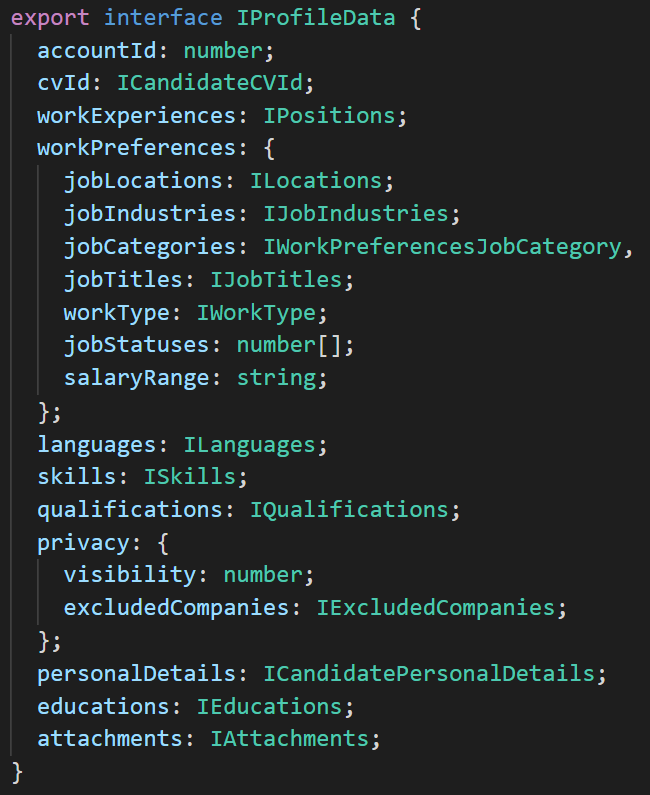 export interface IProfileData {
accountId: number;
cvId: ICandidateCVId;
workExperiences: IPositions;
workPreferences: {
jobLocations: ILocations;
jobIndustries: IJobIndustries;
jobCategories: IWorkPreferencesJobCategory,
jobTitles: IJobTitles;
workType: IWorkType;
jobStatuses: number[];
salaryRange: string;
};
languages: ILanguages;
skills: ISkills;
qualifications: IQualifications;
privacy: {
visibility: number;
excludedCompanies: IExcludedCompanies;
};
personalDetails: ICandidatePersonalDetails;
educations: IEducations;
attachments: IAttachments;
}